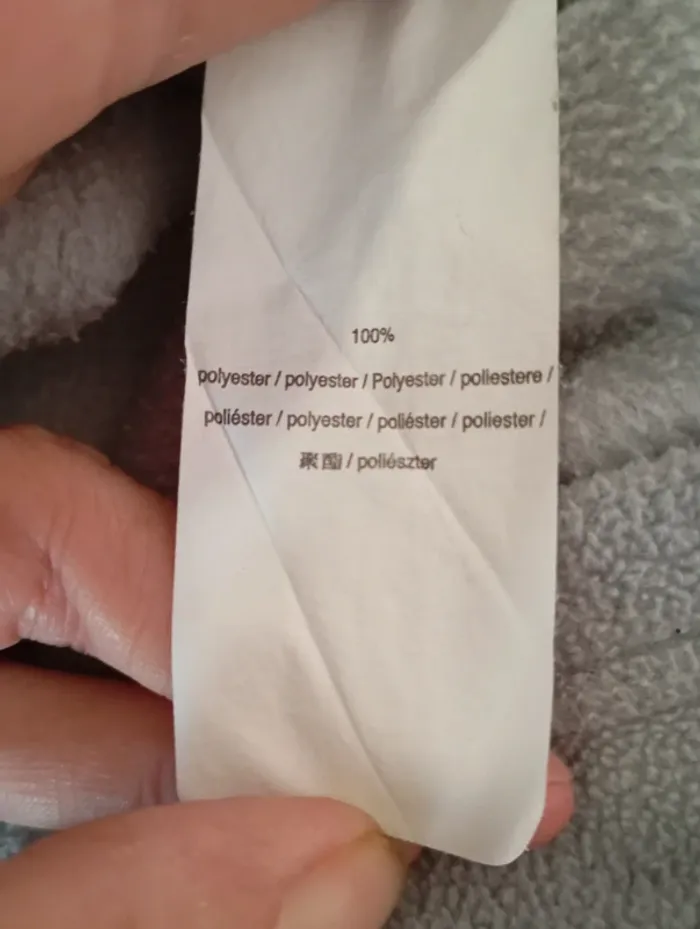 100%
polyester / polyester / Polyester / poliestere /
poliéster / polyester / poliéster / poliester /
聚酯 / poliészter